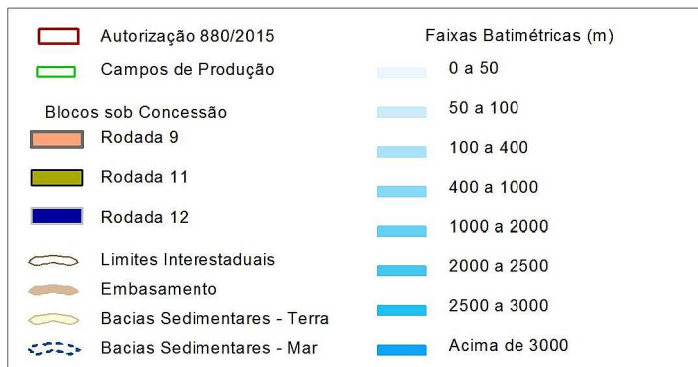 Autorização 880/2015
Campos de Produção
Blocos sob Concessão
Rodada 9
Rodada 11
Rodada 12
Limites Interestaduais
Embasamento
Bacias Sedimentares - Terra
Bacias Sedimentares - Mar
Faixas Batimétricas (m)
0 a 50
50 a 100
100 a 400
400 a 1000
1000 a 2000
2000 a 2500
2500 a 3000
Acima de 3000